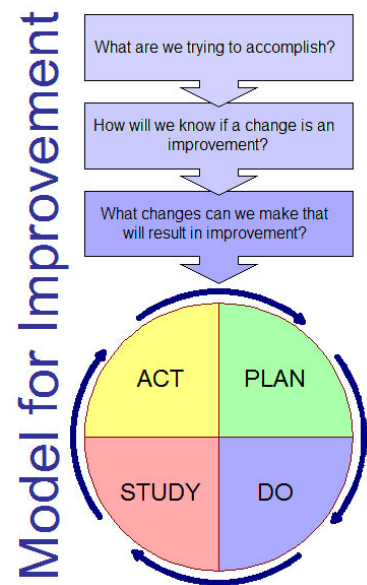 Model for Improvement
What are we trying to accomplish?
How will we know if a change is an
improvement?
What changes can we make that
will result in improvement?
ACT
PLAN
STUDY
DO